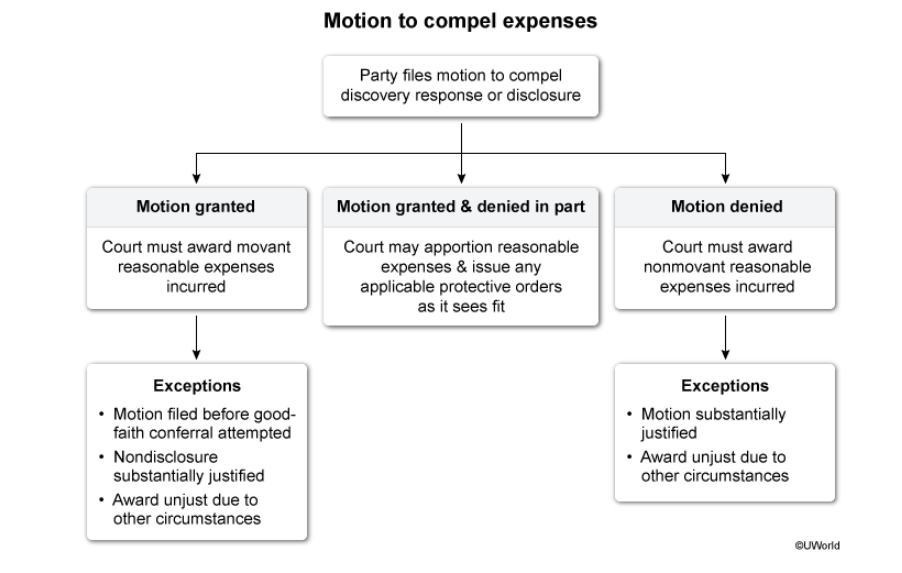 Motion to compel expenses
Party files motion to compel
discovery response or disclosure
Motion granted
Court must award movant
reasonable expenses
incurred
Motion granted & denied in part
Court may apportion reasonable
expenses & issue any
applicable protective orders
as it sees fit
Motion denied
Court must award
nonmovant reasonable
expenses incurred
Exceptions
• Motion filed before good-
faith conferral attempted
• Nondisclosure
substantially justified
• Award unjust due to
other circumstances
Exceptions
• Motion substantially
justified
• Award unjust due to
other circumstances
©UWorld